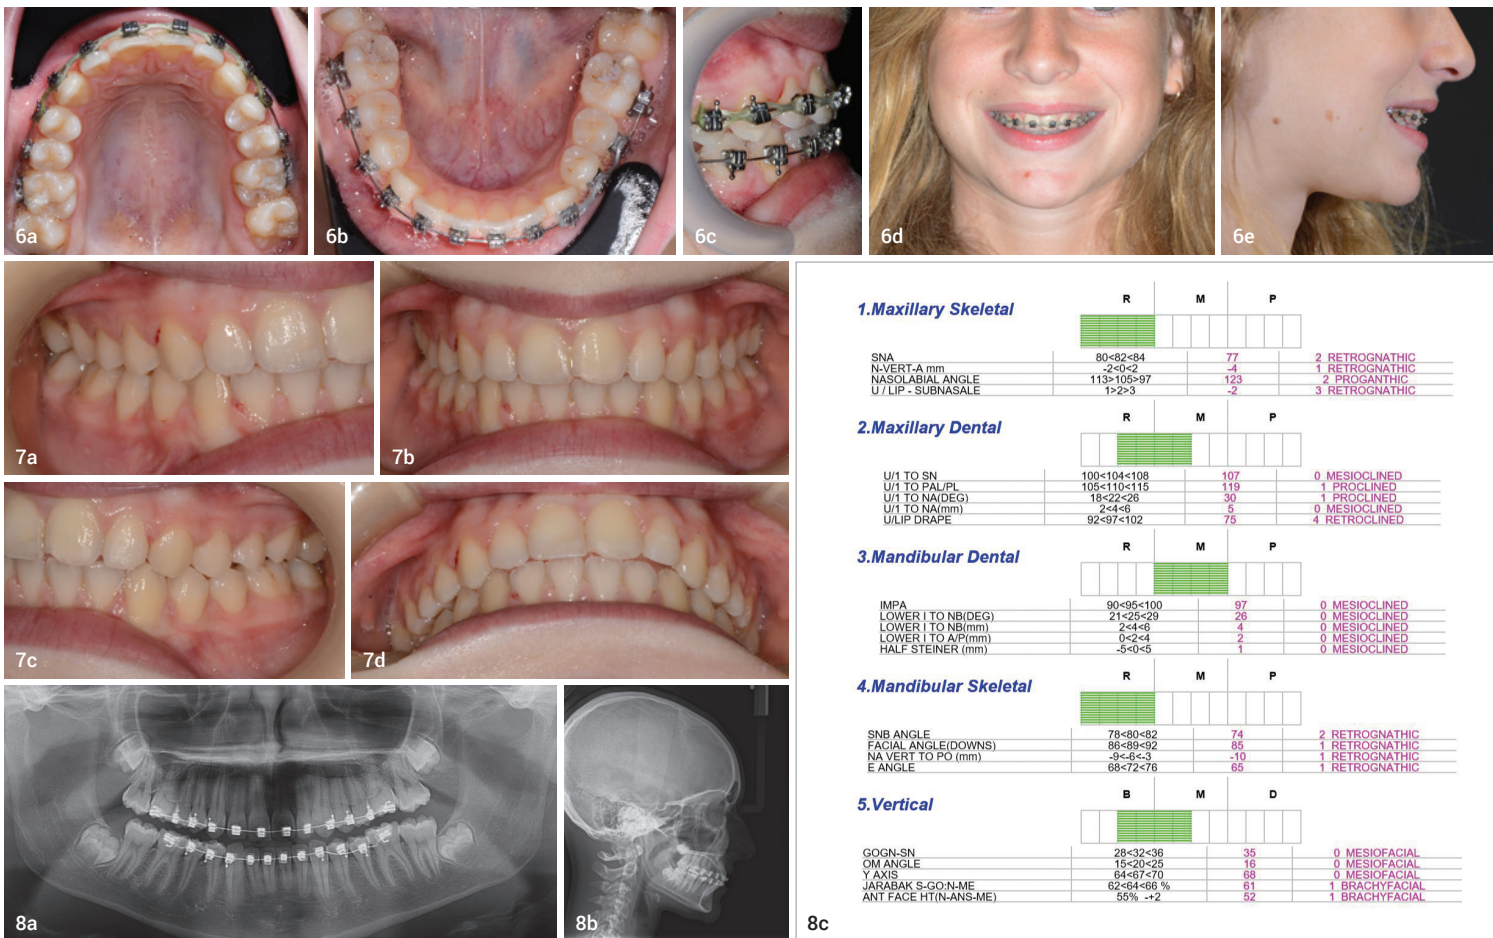 6a
6b
6c
6d
6e
7a
7b
7c
7d
8a
8b
8c
1.Maxillary Skeletal
R M P
SNA 80<82<84 77 2 RETROGNATHIC
N-VERT-A mm -2<0<2 -4 1 RETROGNATHIC
NASOLABIAL ANGLE 113>105>97 123 2 PROGANTHIC
U / LIP - SUBNASALE 1>2>3 -2 3 RETROGNATHIC
2.Maxillary Dental
R M P
U/1 TO SN 100<104<108 107 0 MESIOCLINED
U/1 TO PAL/PL 105<110<115 119 1 PROCLINED
U/1 TO NA(DEG) 18<22<26 30 1 PROCLINED
U/1 TO NA(mm) 2<4<6 5 0 MESIOCLINED
U/LIP DRAPE 92<97<102 75 4 RETROCLINED
3.Mandibular Dental
R M P
IMPA 90<95<100 97 0 MESIOCLINED
LOWER I TO NB(DEG) 21<25<29 26 0 MESIOCLINED
LOWER I TO NB(mm) 2<4<6 4 0 MESIOCLINED
LOWER I TO A/P(mm) 0<2<4 2 0 MESIOCLINED
HALF STEINER (mm) -5<0<5 1 0 MESIOCLINED
4.Mandibular Skeletal
R M P
SNB ANGLE 78<80<82 74 2 RETROGNATHIC
FACIAL ANGLE(DOWNS) 86<89<92 85 1 RETROGNATHIC
NA VERT TO PO (mm) -9<-6<-3 -10 1 RETROGNATHIC
E ANGLE 68<72<76 65 1 RETROGNATHIC
5.Vertical
B M D
GOGN-SN 28<32<36 35 0 MESIOFACIAL
OM ANGLE 15<20<25 16 0 MESIOFACIAL
Y AXIS 64<67<70 68 0 MESIOFACIAL
JARABAK S-GO:N-ME 62<64<66 % 61 1 BRACHYFACIAL
ANT FACE HT(N-ANS-ME) 55% -+2 52 1 BRACHYFACIAL